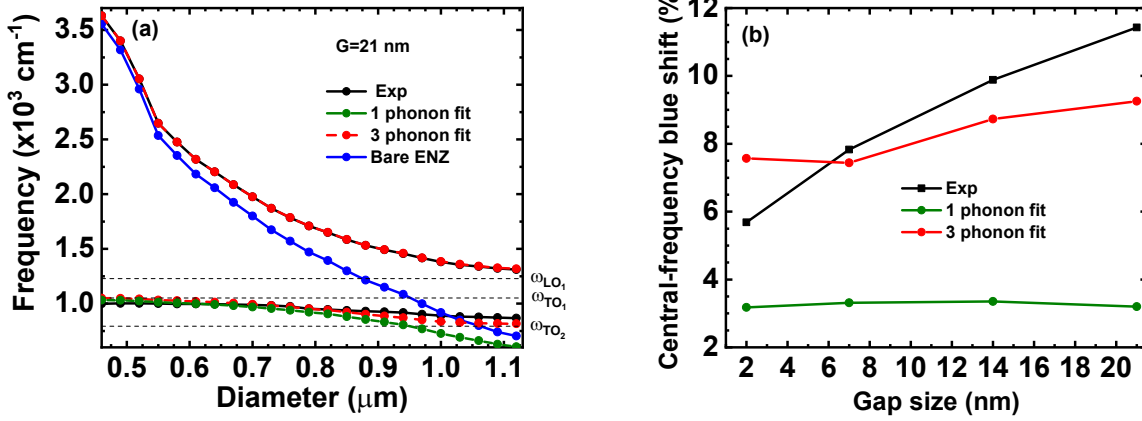 (a)
G=21 nm
Exp
1 phonon fit
3 phonon fit
Bare ENZ
ωLO1
ωTO1
ωTO2
3.5
3.0
2.5
2.0
1.5
1.0
Frequency (x10³ cm⁻¹)
0.5 0.6 0.7 0.8 0.9 1.0 1.1
Diameter (μm)
(b)
Exp
1 phonon fit
3 phonon fit
12
10
8
6
4
2
Central-frequency blue shift (%
2 4 6 8 10 12 14 16 18 20
Gap size (nm)